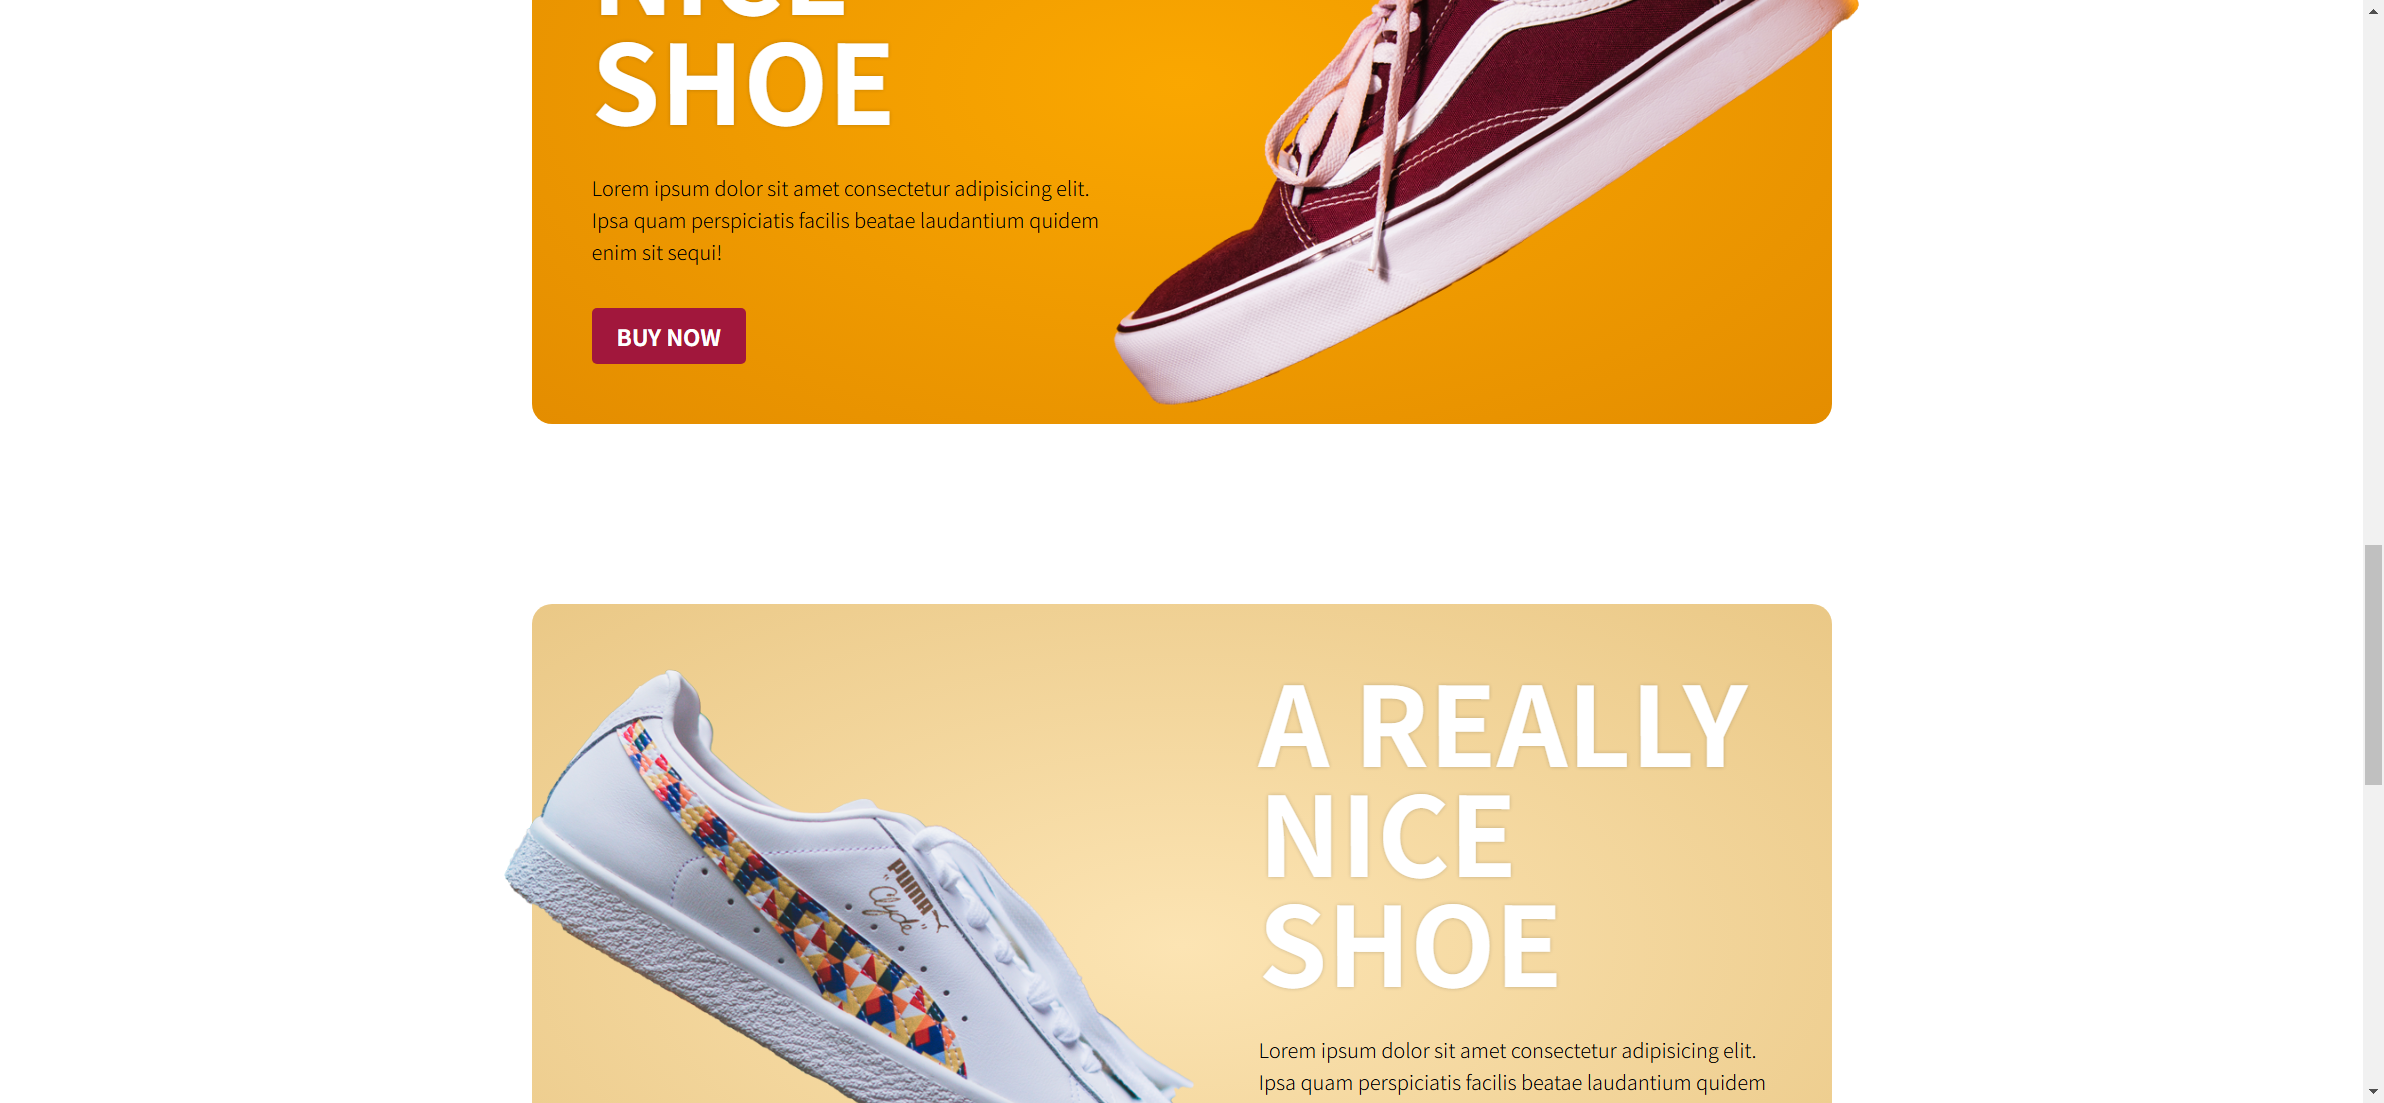 NICE
SHOE
Lorem ipsum dolor sit amet consectetur adipisicing elit.
Ipsa quam perspiciatis facilis beatae laudantium quidem
enim sit sequi!
BUY NOW
A REALLY
NICE
SHOE
PUMA
"Clyde"
Lorem ipsum dolor sit amet consectetur adipisicing elit.
Ipsa quam perspiciatis facilis beatae laudantium quidem